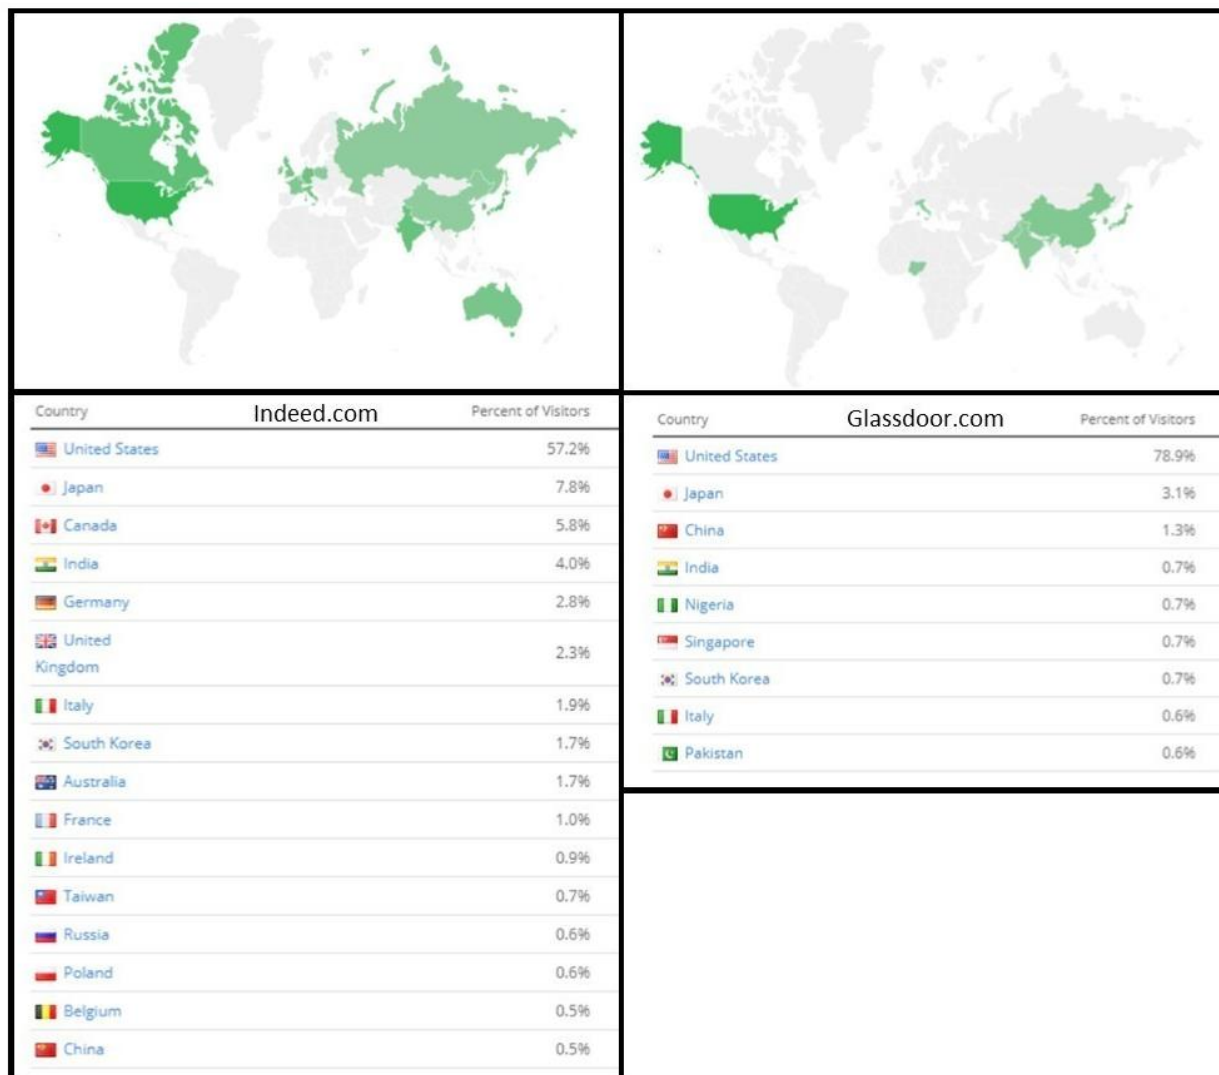 Country Indeed.com Percent of Visitors
United States 57.2%
Japan 7.8%
Canada 5.8%
India 4.0%
Germany 2.8%
United
Kingdom 2.3%
Italy 1.9%
South Korea 1.7%
Australia 1.7%
France 1.0%
Ireland 0.9%
Taiwan 0.7%
Russia 0.6%
Poland 0.6%
Belgium 0.5%
China 0.5%
Country Glassdoor.com Percent of Visitors
United States 78.9%
Japan 3.1%
China 1.3%
India 0.7%
Nigeria 0.7%
Singapore 0.7%
South Korea 0.7%
Italy 0.6%
Pakistan 0.6%